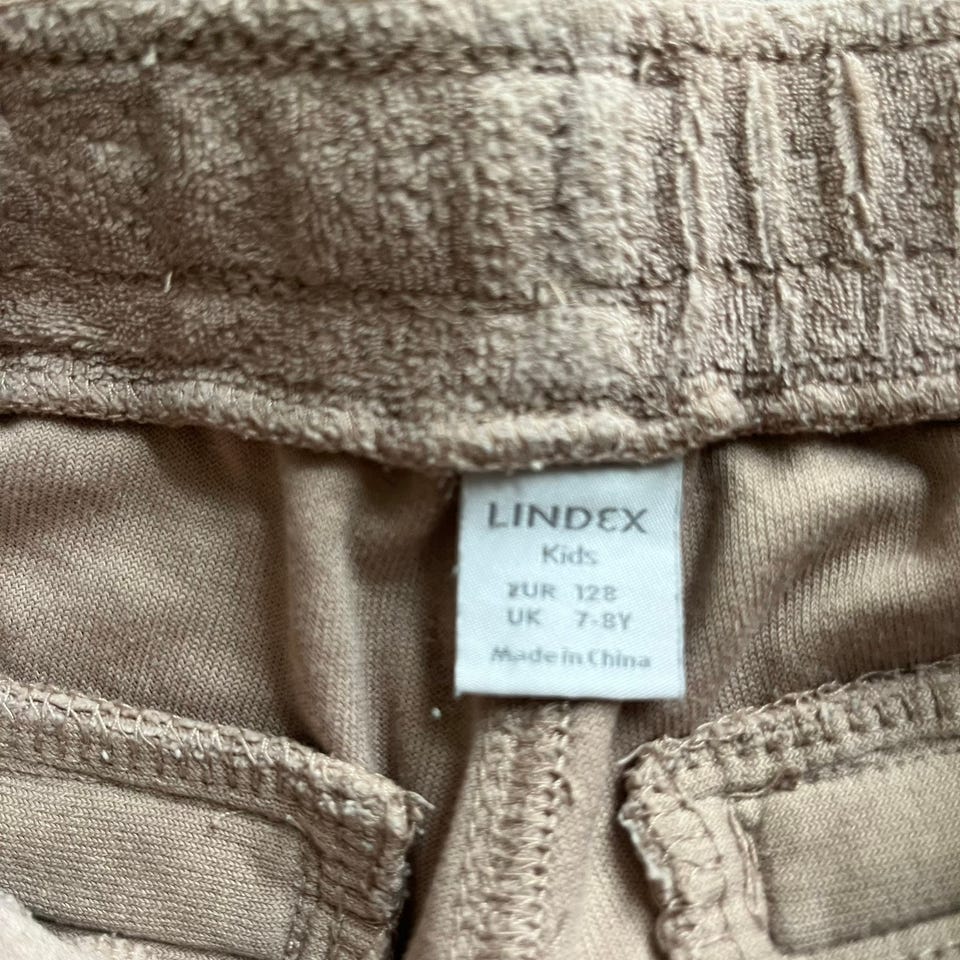 LINDEX
Kids
EUR 128
UK 7-8Y
Made in China